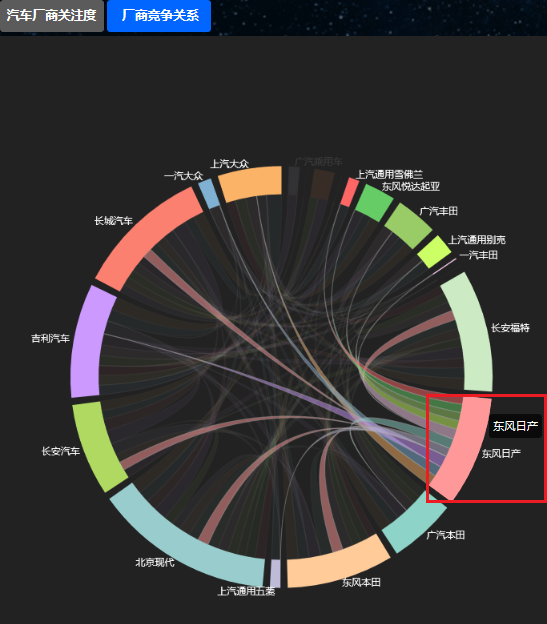 汽车厂商关注度
厂商竞争关系
上汽大众
广汽乘用车
一汽大众
上汽通用雪佛兰
东风悦达起亚
广汽丰田
长城汽车
上汽通用别克
一汽丰田
长安福特
吉利汽车
东风日产
长安汽车
东风日产
广汽本田
北京现代
东风本田
上汽通用五菱